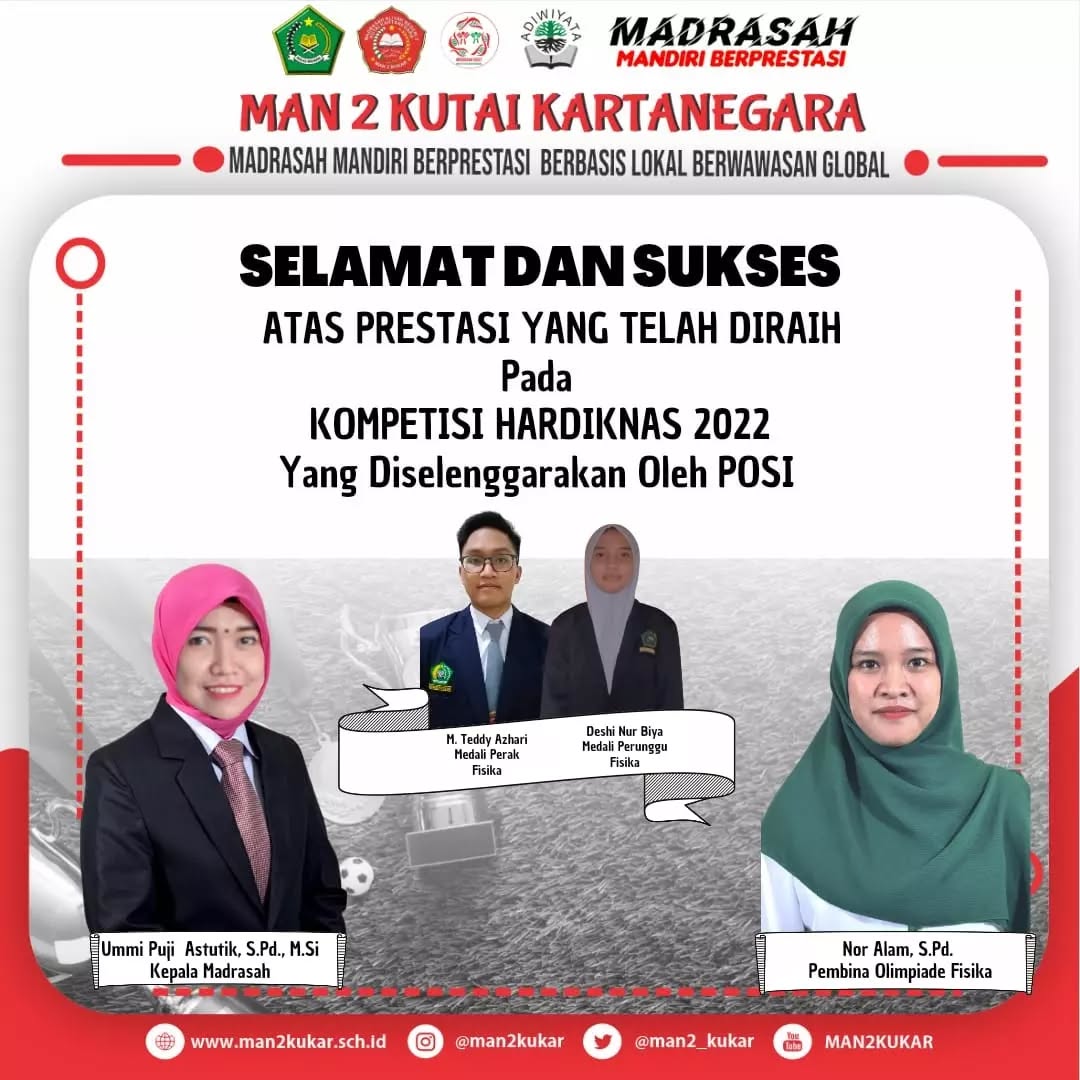 ADIWIYATA
MADRASAH
MANDIRI BERPRESTASI
MAN 2 KUTAI KARTANEGARA
MADRASAH MANDIRI BERPRESTASI BERBASIS LOKAL BERWAWASAN GLOBAL
SELAMAT DAN SUKSES
ATAS PRESTASI YANG TELAH DIRAIH
Pada
KOMPETISI HARDIKNAS 2022
Yang Diselenggarakan Oleh POSI
M. Teddy Azhari
Medali Perak
Fisika
Deshi Nur Biya
Medali Perunggu
Fisika
Ummi Puji Astutik, S.Pd., M.Si
Kepala Madrasah
Nor Alam, S.Pd.
Pembina Olimpiade Fisika
www.man2kukar.sch.id
@man2kukar
@man2_kukar
You
Tube
MAN2KUKAR